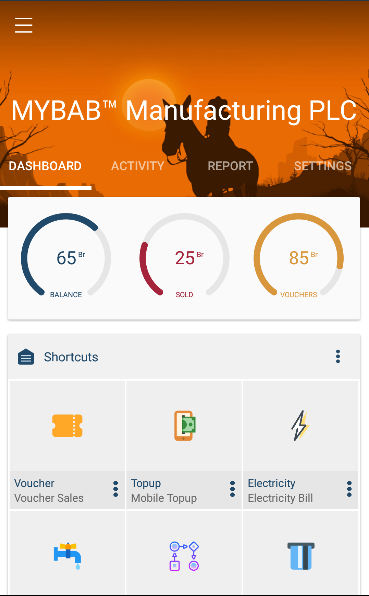 MYBAB™ Manufacturing PLC
DASHBOARD ACTIVITY REPORT SETTINGS
65 Br 25 Br 85 Br
BALANCE SOLD VOUCHERS
Shortcuts
Voucher Topup Electricity
Voucher Sales Mobile Topup Electricity Bill